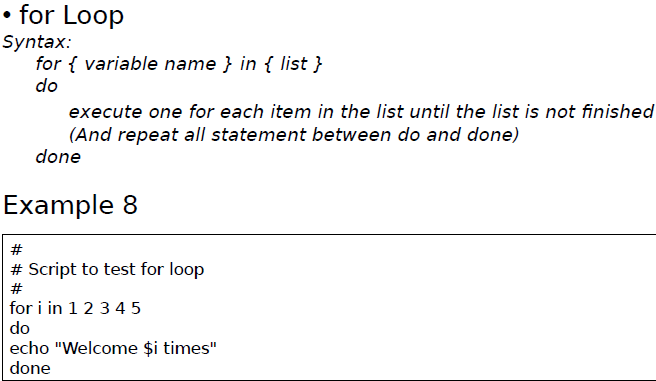 • for Loop
Syntax:
for { variable name } in { list }
do
execute one for each item in the list until the list is not finished
(And repeat all statement between do and done)
done
Example 8
#
# Script to test for loop
#
for i in 1 2 3 4 5
do
echo "Welcome $i times"
done